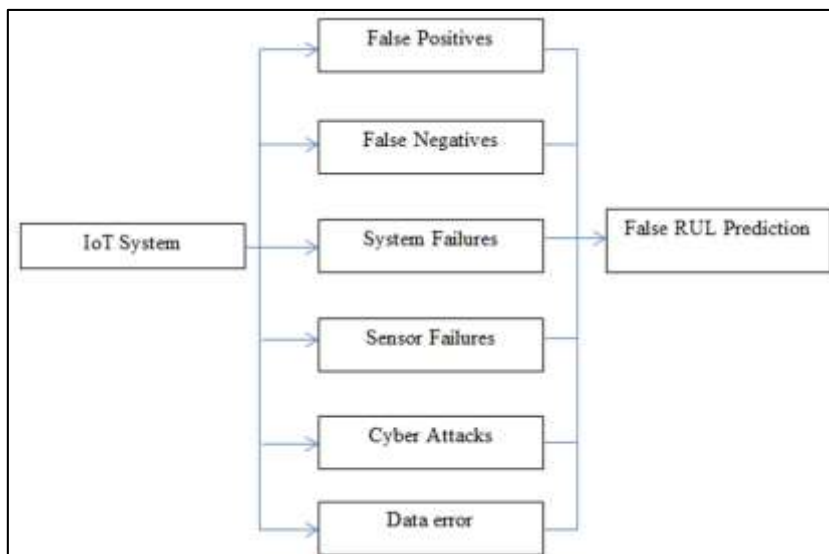 False Positives
False Negatives
IoT System
System Failures
False RUL Prediction
Sensor Failures
Cyber Attacks
Data error